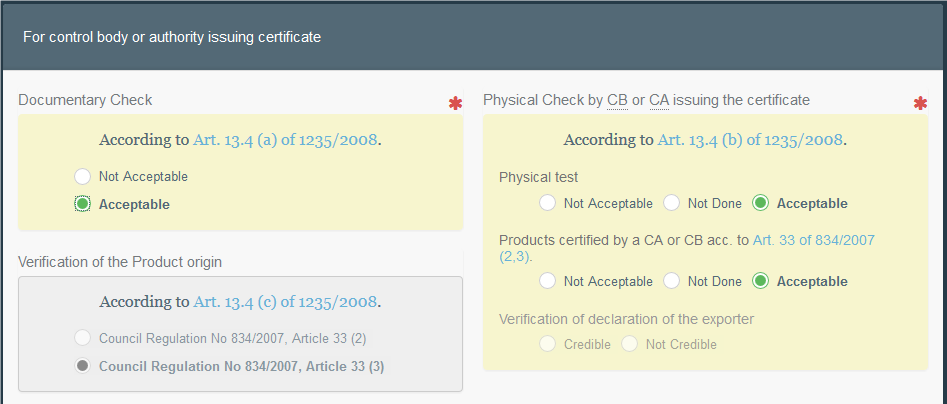 For control body or authority issuing certificate
Documentary Check *
According to Art. 13.4 (a) of 1235/2008.
Not Acceptable
Acceptable
Verification of the Product origin
According to Art. 13.4 (c) of 1235/2008.
Council Regulation No 834/2007, Article 33 (2)
Council Regulation No 834/2007, Article 33 (3)
Physical Check by CB or CA issuing the certificate *
According to Art. 13.4 (b) of 1235/2008.
Physical test
Not Acceptable Not Done Acceptable
Products certified by a CA or CB acc. to Art. 33 of 834/2007
(2,3).
Not Acceptable Not Done Acceptable
Verification of declaration of the exporter
Credible Not Credible